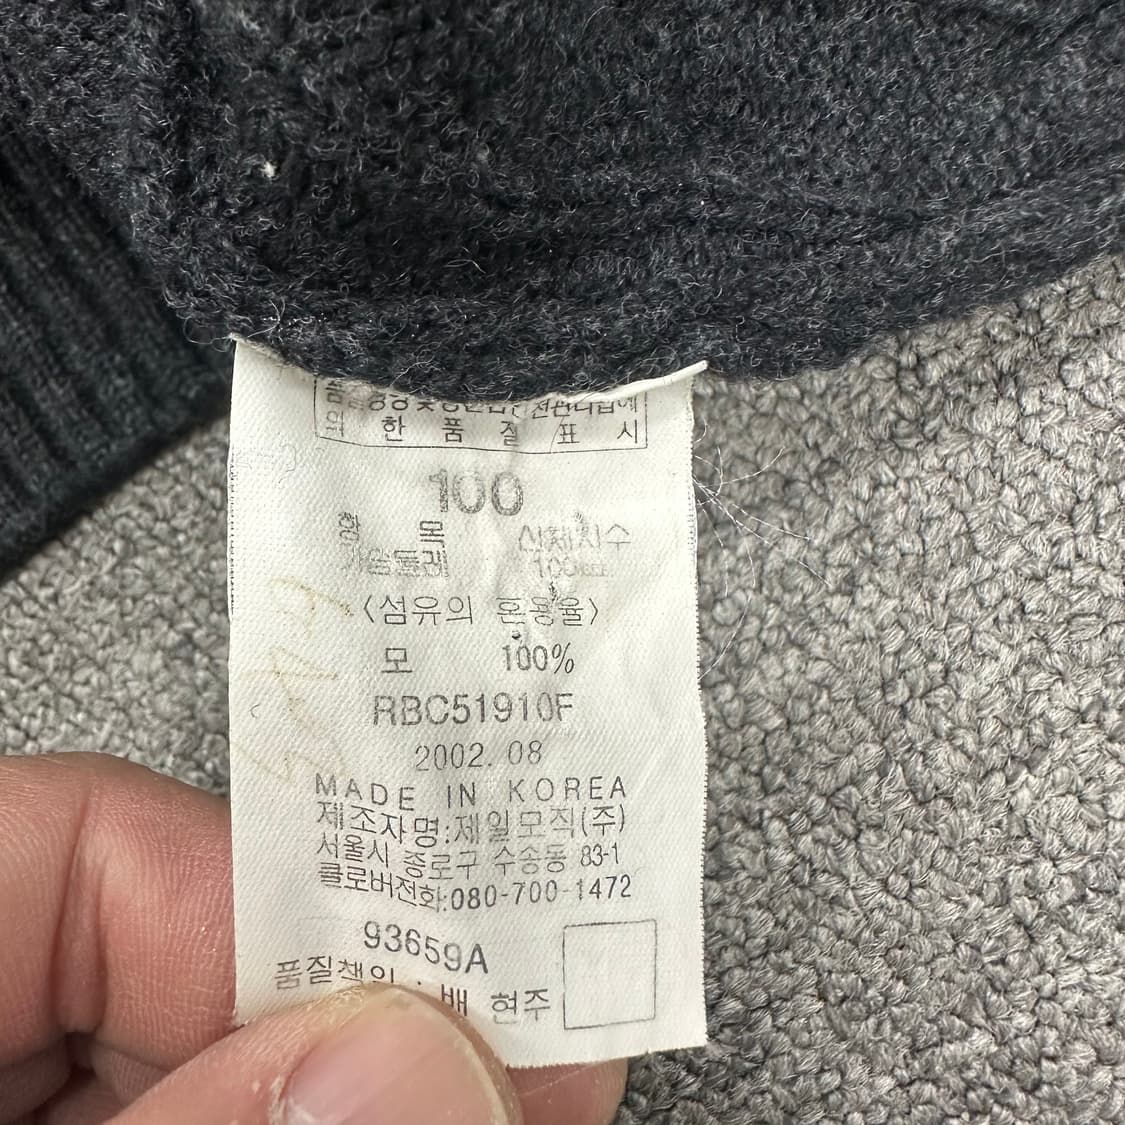 의 한 품 질 표 시
100
항 목 신체치수
가슴둘레 100cm
<섬유의 혼용율>
모 100%
RBC51910F
2002. 08
MADE IN KOREA
제조자명:제일모직(주)
서울시 종로구 수송동 83-1
클로버전화:080-700-1472
93659A
품질책임 : 배 현주